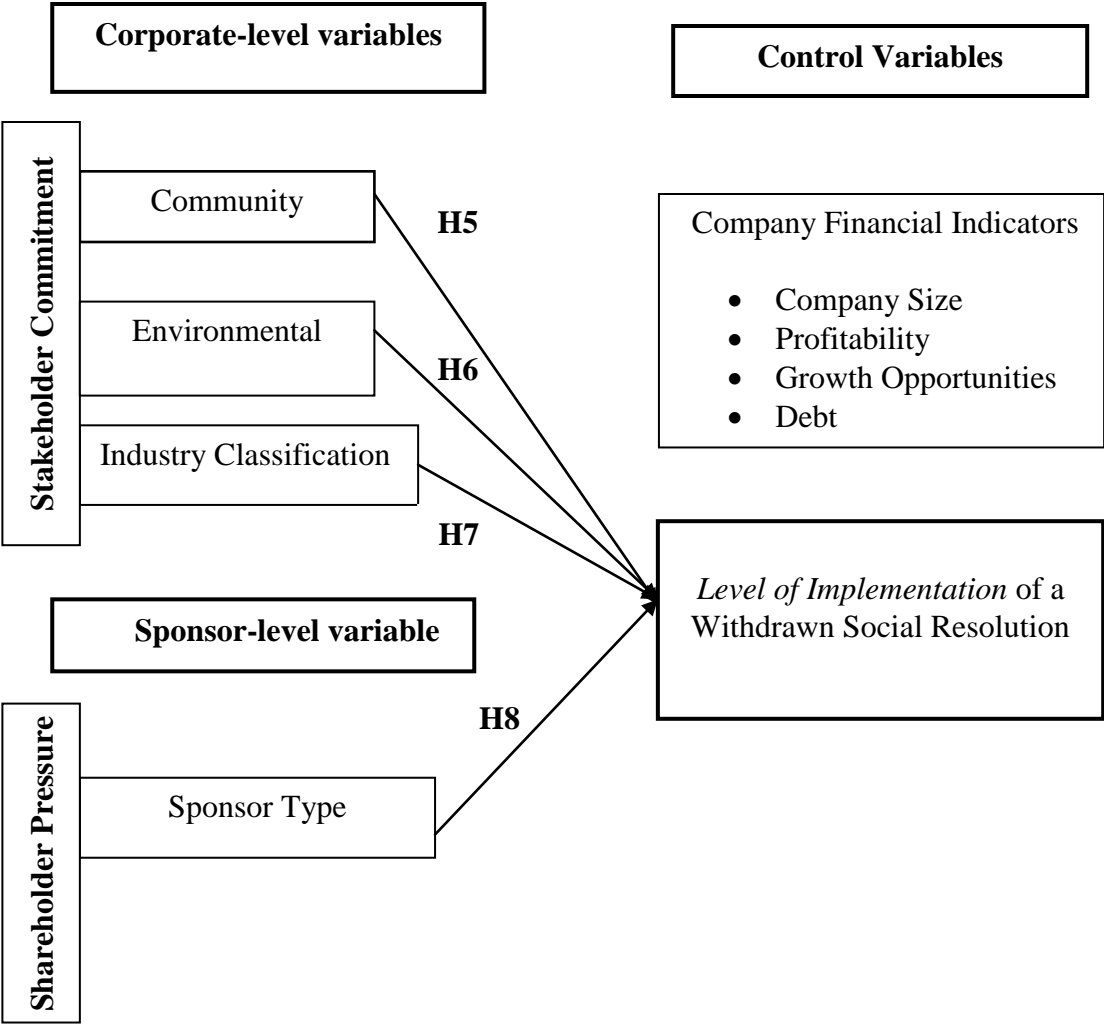 Corporate-level variables
Control Variables
Stakeholder Commitment
Community
H5
Environmental
H6
Industry Classification
H7
Company Financial Indicators
• Company Size
• Profitability
• Growth Opportunities
• Debt
Level of Implementation of a
Withdrawn Social Resolution
Sponsor-level variable
Shareholder Pressure
H8
Sponsor Type